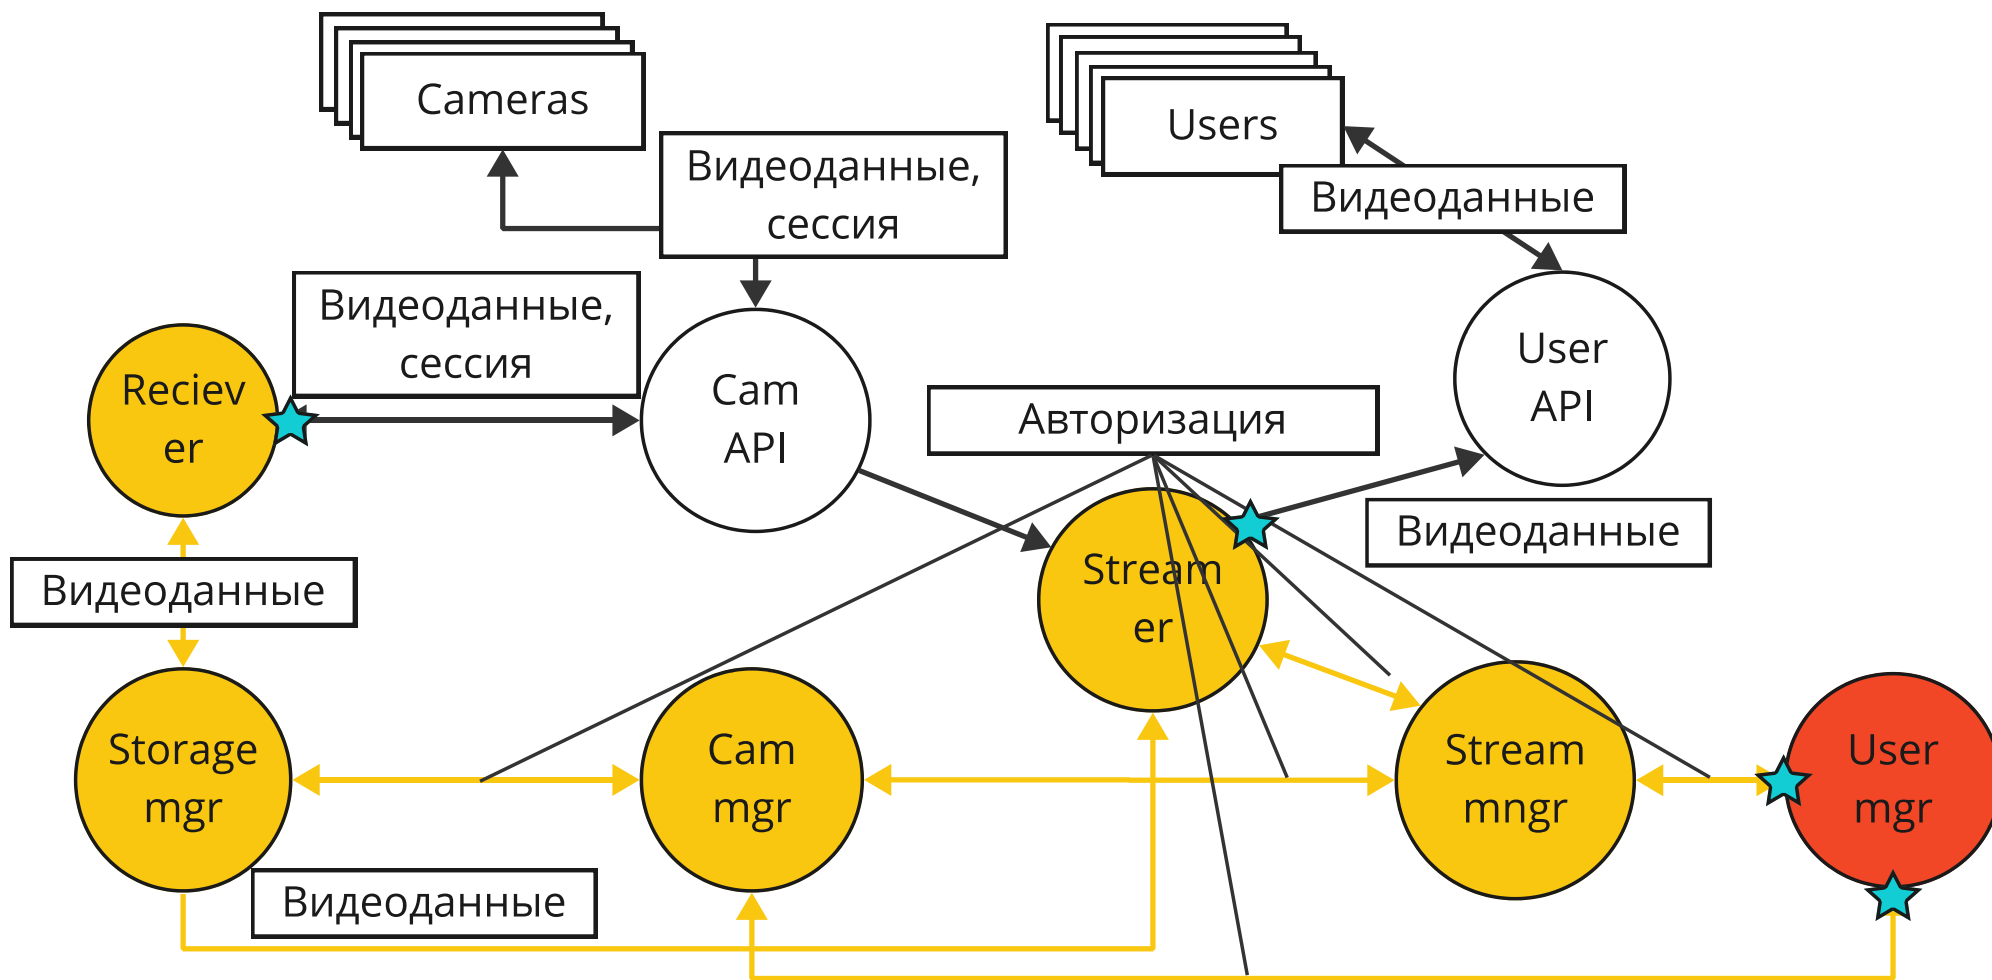 Cameras
Users
Видеоданные,
сессия
Видеоданные
Видеоданные,
сессия
Reciev
er
Cam
API
User
API
Авторизация
Видеоданные
Stream
er
Видеоданные
Storage
mgr
Cam
mgr
Stream
mngr
User
mgr
Видеоданные